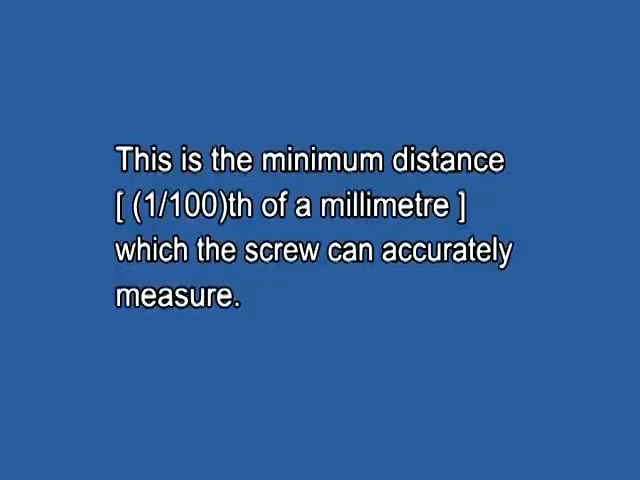 This is the minimum distance
[ (1/100)th of a millimetre ]
which the screw can accurately
measure.